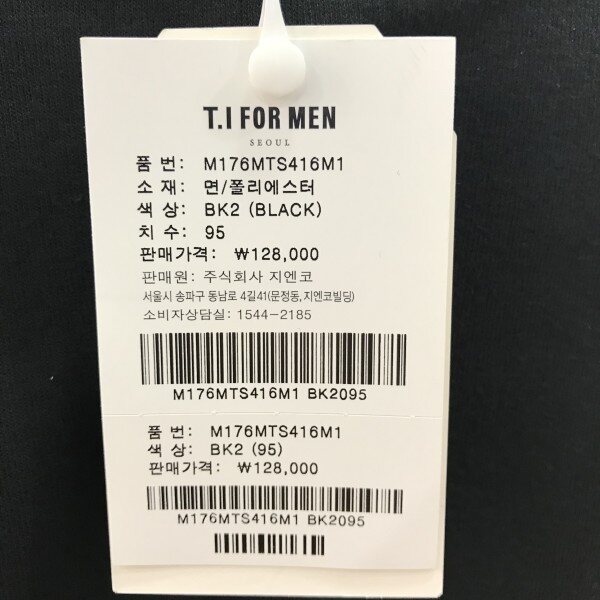 T.I FOR MEN
SEOUL
품 번: M176MTS416M1
소 재: 면/폴리에스터
색 상: BK2 (BLACK)
치 수: 95
판매가격: ₩128,000
판매원: 주식회사 지엔코
서울시 송파구 동남로 4길41(문정동,지엔코빌딩)
소비자상담실: 1544-2185
M176MTS416M1 BK2095
품 번: M176MTS416M1
색 상: BK2 (95)
판매가격: ₩128,000
M176MTS416M1 BK2095